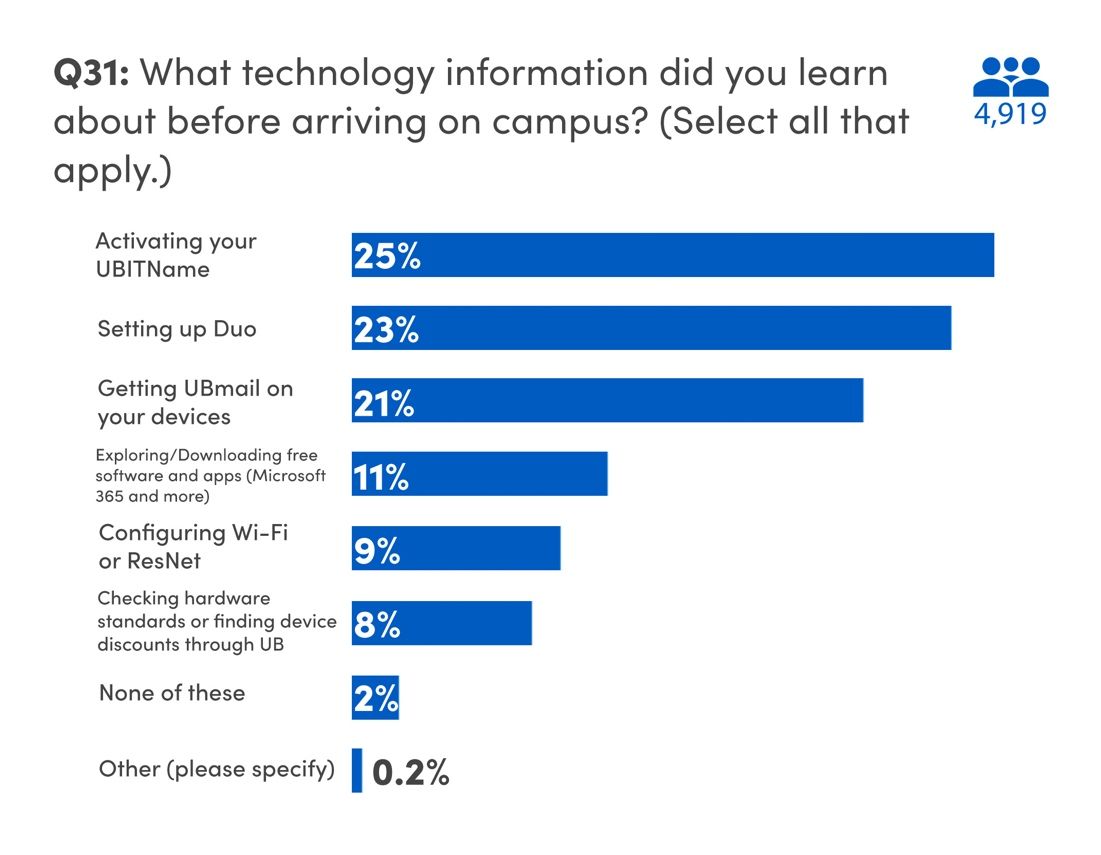 Q31: What technology information did you learn
about before arriving on campus? (Select all that
apply.)
4,919
Activating your
UBITName
25%
Setting up Duo
23%
Getting UBmail on
your devices
21%
Exploring/Downloading free
software and apps (Microsoft
365 and more)
11%
Configuring Wi-Fi
or ResNet
9%
Checking hardware
standards or finding device
discounts through UB
8%
None of these
2%
Other (please specify)
0.2%